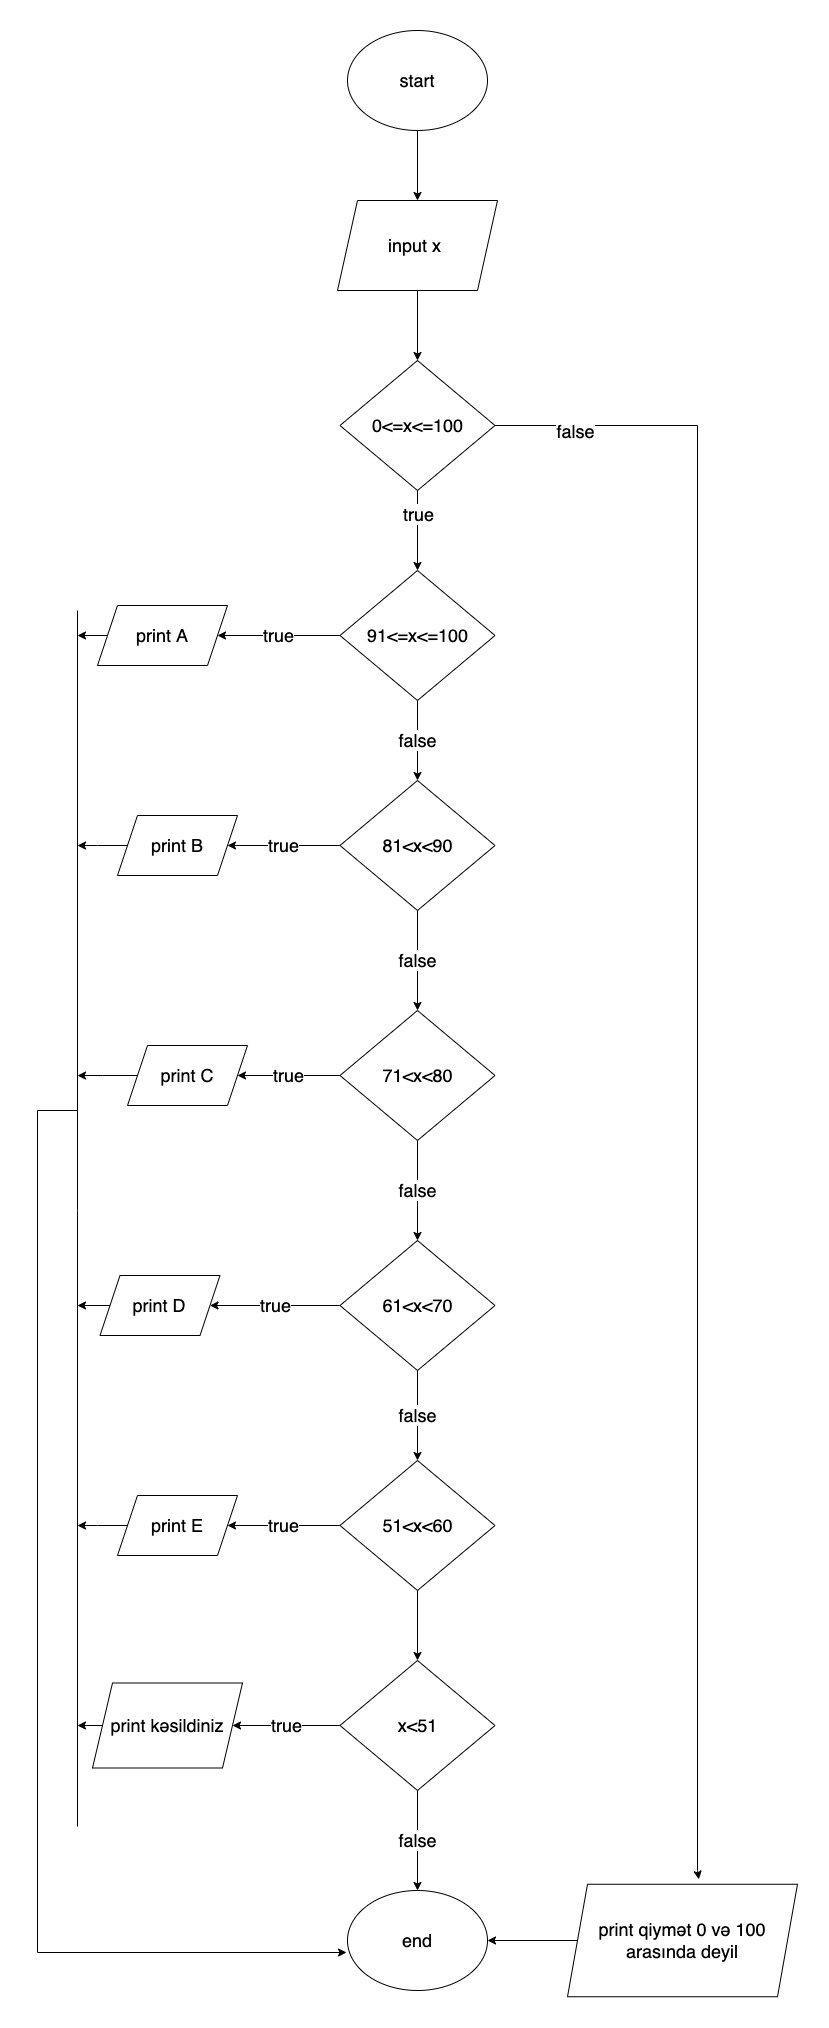 start
input x
0<=x<=100
false
true
print A
true
91<=x<=100
false
print B
true
81<x<90
false
print C
true
71<x<80
false
print D
true
61<x<70
false
print E
true
51<x<60
print kəsildiniz
true
x<51
false
end
print qiymət 0 və 100
arasında deyil